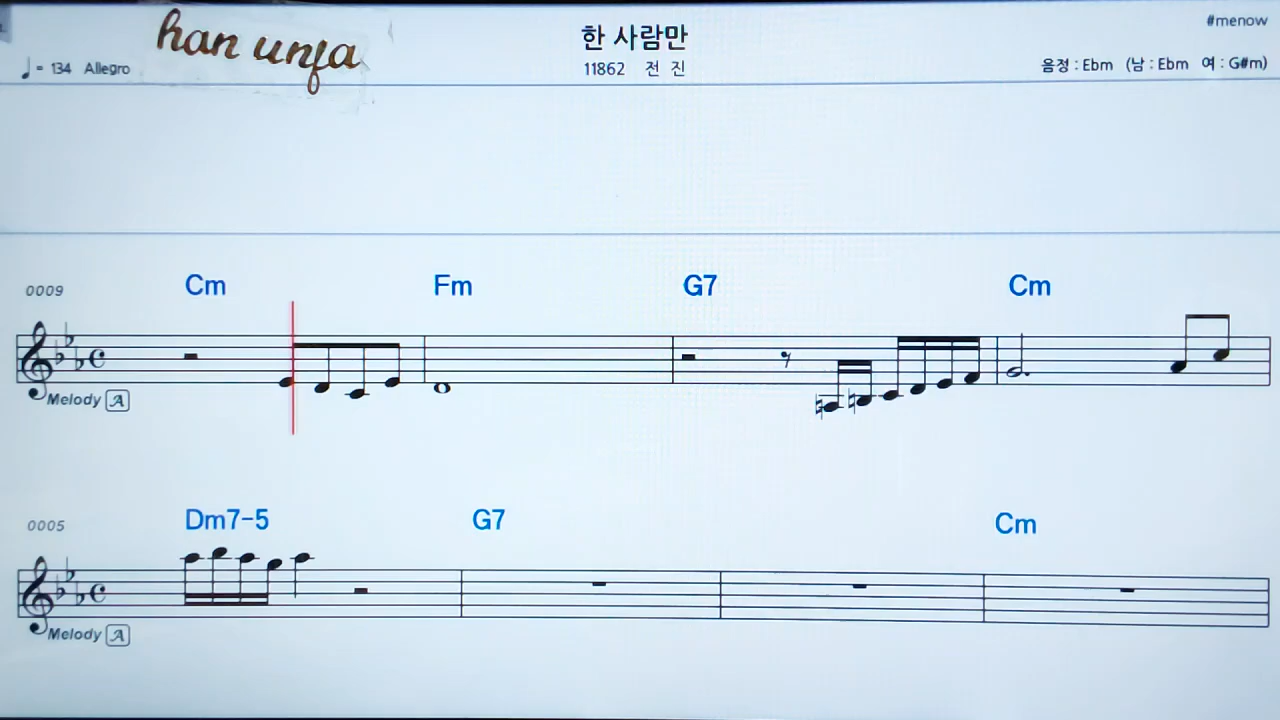 han unfa
한 사람만
#menow
♩= 134 Allegro
11862 전 진
음정 : Ebm (남 : Ebm 여 : G#m)
Cm Fm G7 Cm
0009
Melody A
Dm7-5 G7 Cm
0005
Melody A